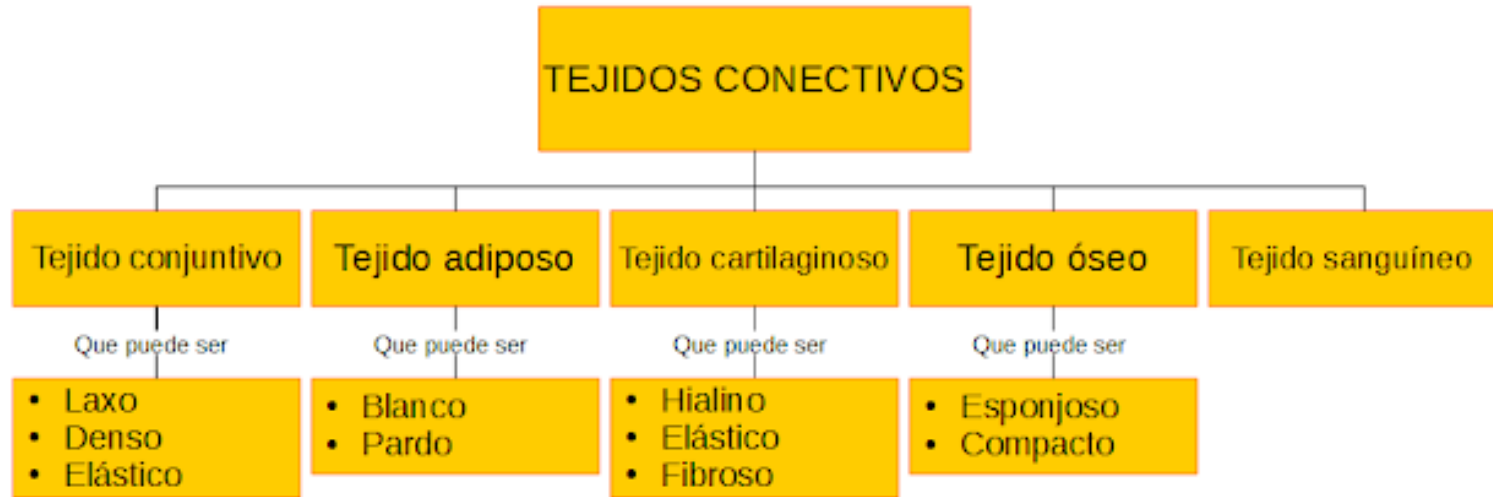 TEJIDOS CONECTIVOS
Tejido conjuntivo
Tejido adiposo
Tejido cartilaginoso
Tejido óseo
Tejido sanguíneo
Que puede ser
Que puede ser
Que puede ser
Que puede ser
• Laxo
• Denso
• Elástico
• Blanco
• Pardo
• Hialino
• Elástico
• Fibroso
• Esponjoso
• Compacto